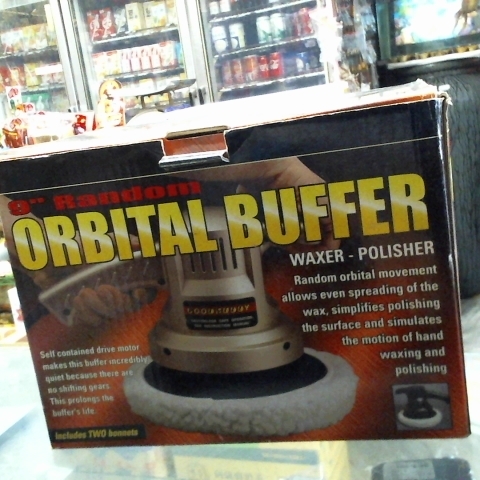 9" Random
ORBITAL BUFFER
WAXER - POLISHER
Random orbital movement
allows even spreading of the
wax, simplifies polishing
the surface and simulates
the motion of hand
waxing and
polishing
Self contained drive motor
makes this buffer incredibly
quiet because there are
no shifting gears.
This prolongs the
buffer's life.
Includes TWO bonnets